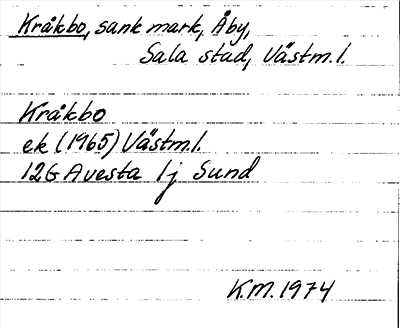 Kråkbo, sank mark, Åby,
Sala stad, Västm.l.
Kråkbo
ek (1965) Västm.l.
12G Avesta 1j Sund
K.M. 1974